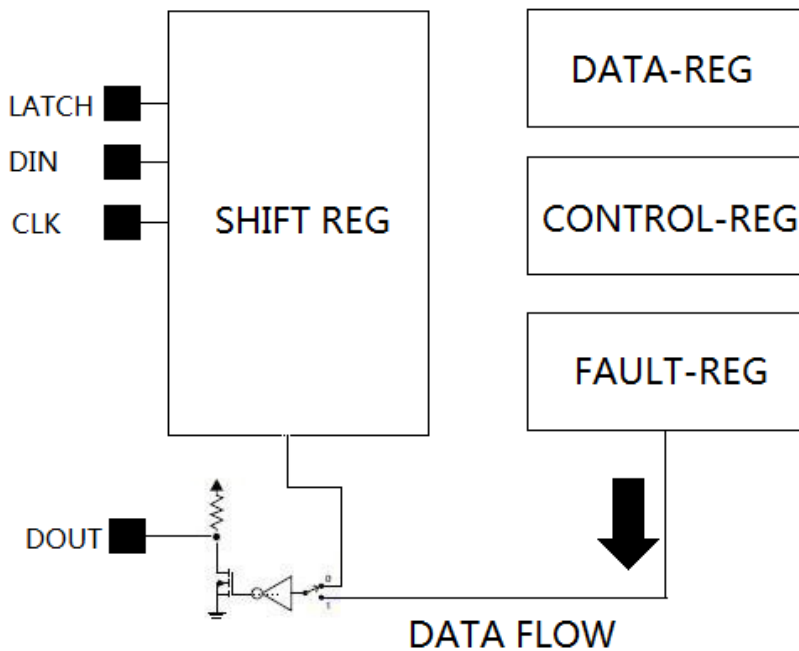 LATCH
DIN
CLK
SHIFT REG
DATA-REG
CONTROL-REG
FAULT-REG
DOUT
0
1
DATA FLOW